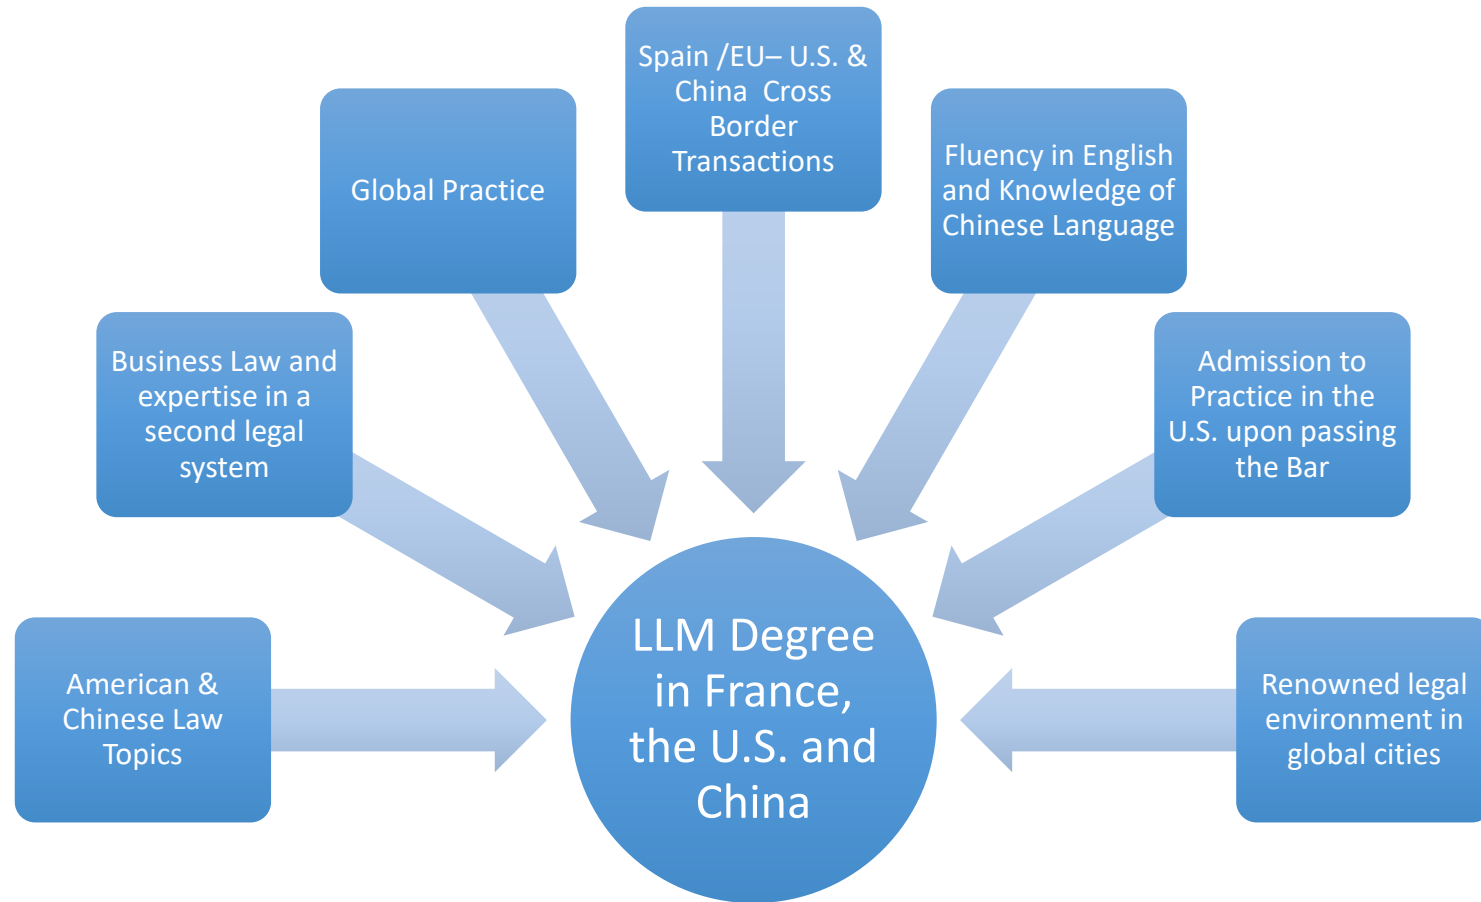 American &
Chinese Law
Topics
Business Law and
expertise in a
second legal
system
Global Practice
Spain /EU– U.S. &
China  Cross
Border
Transactions
Fluency in English
and Knowledge of
Chinese Language
Admission to
Practice in the
U.S. upon passing
the Bar
Renowned legal
environment in
global cities
LLM Degree
in France,
the U.S. and
China